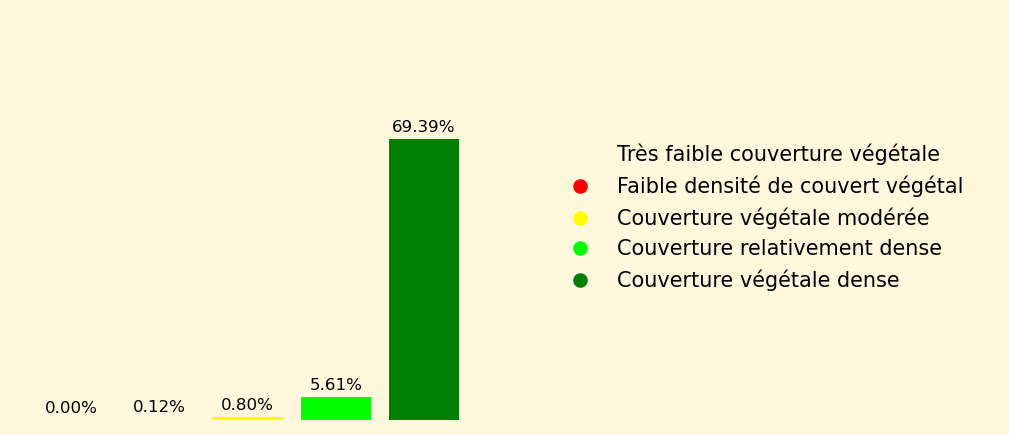 69.39%
5.61%
0.80%
0.12%
0.00%
Très faible couverture végétale
Faible densité de couvert végétal
Couverture végétale modérée
Couverture relativement dense
Couverture végétale dense